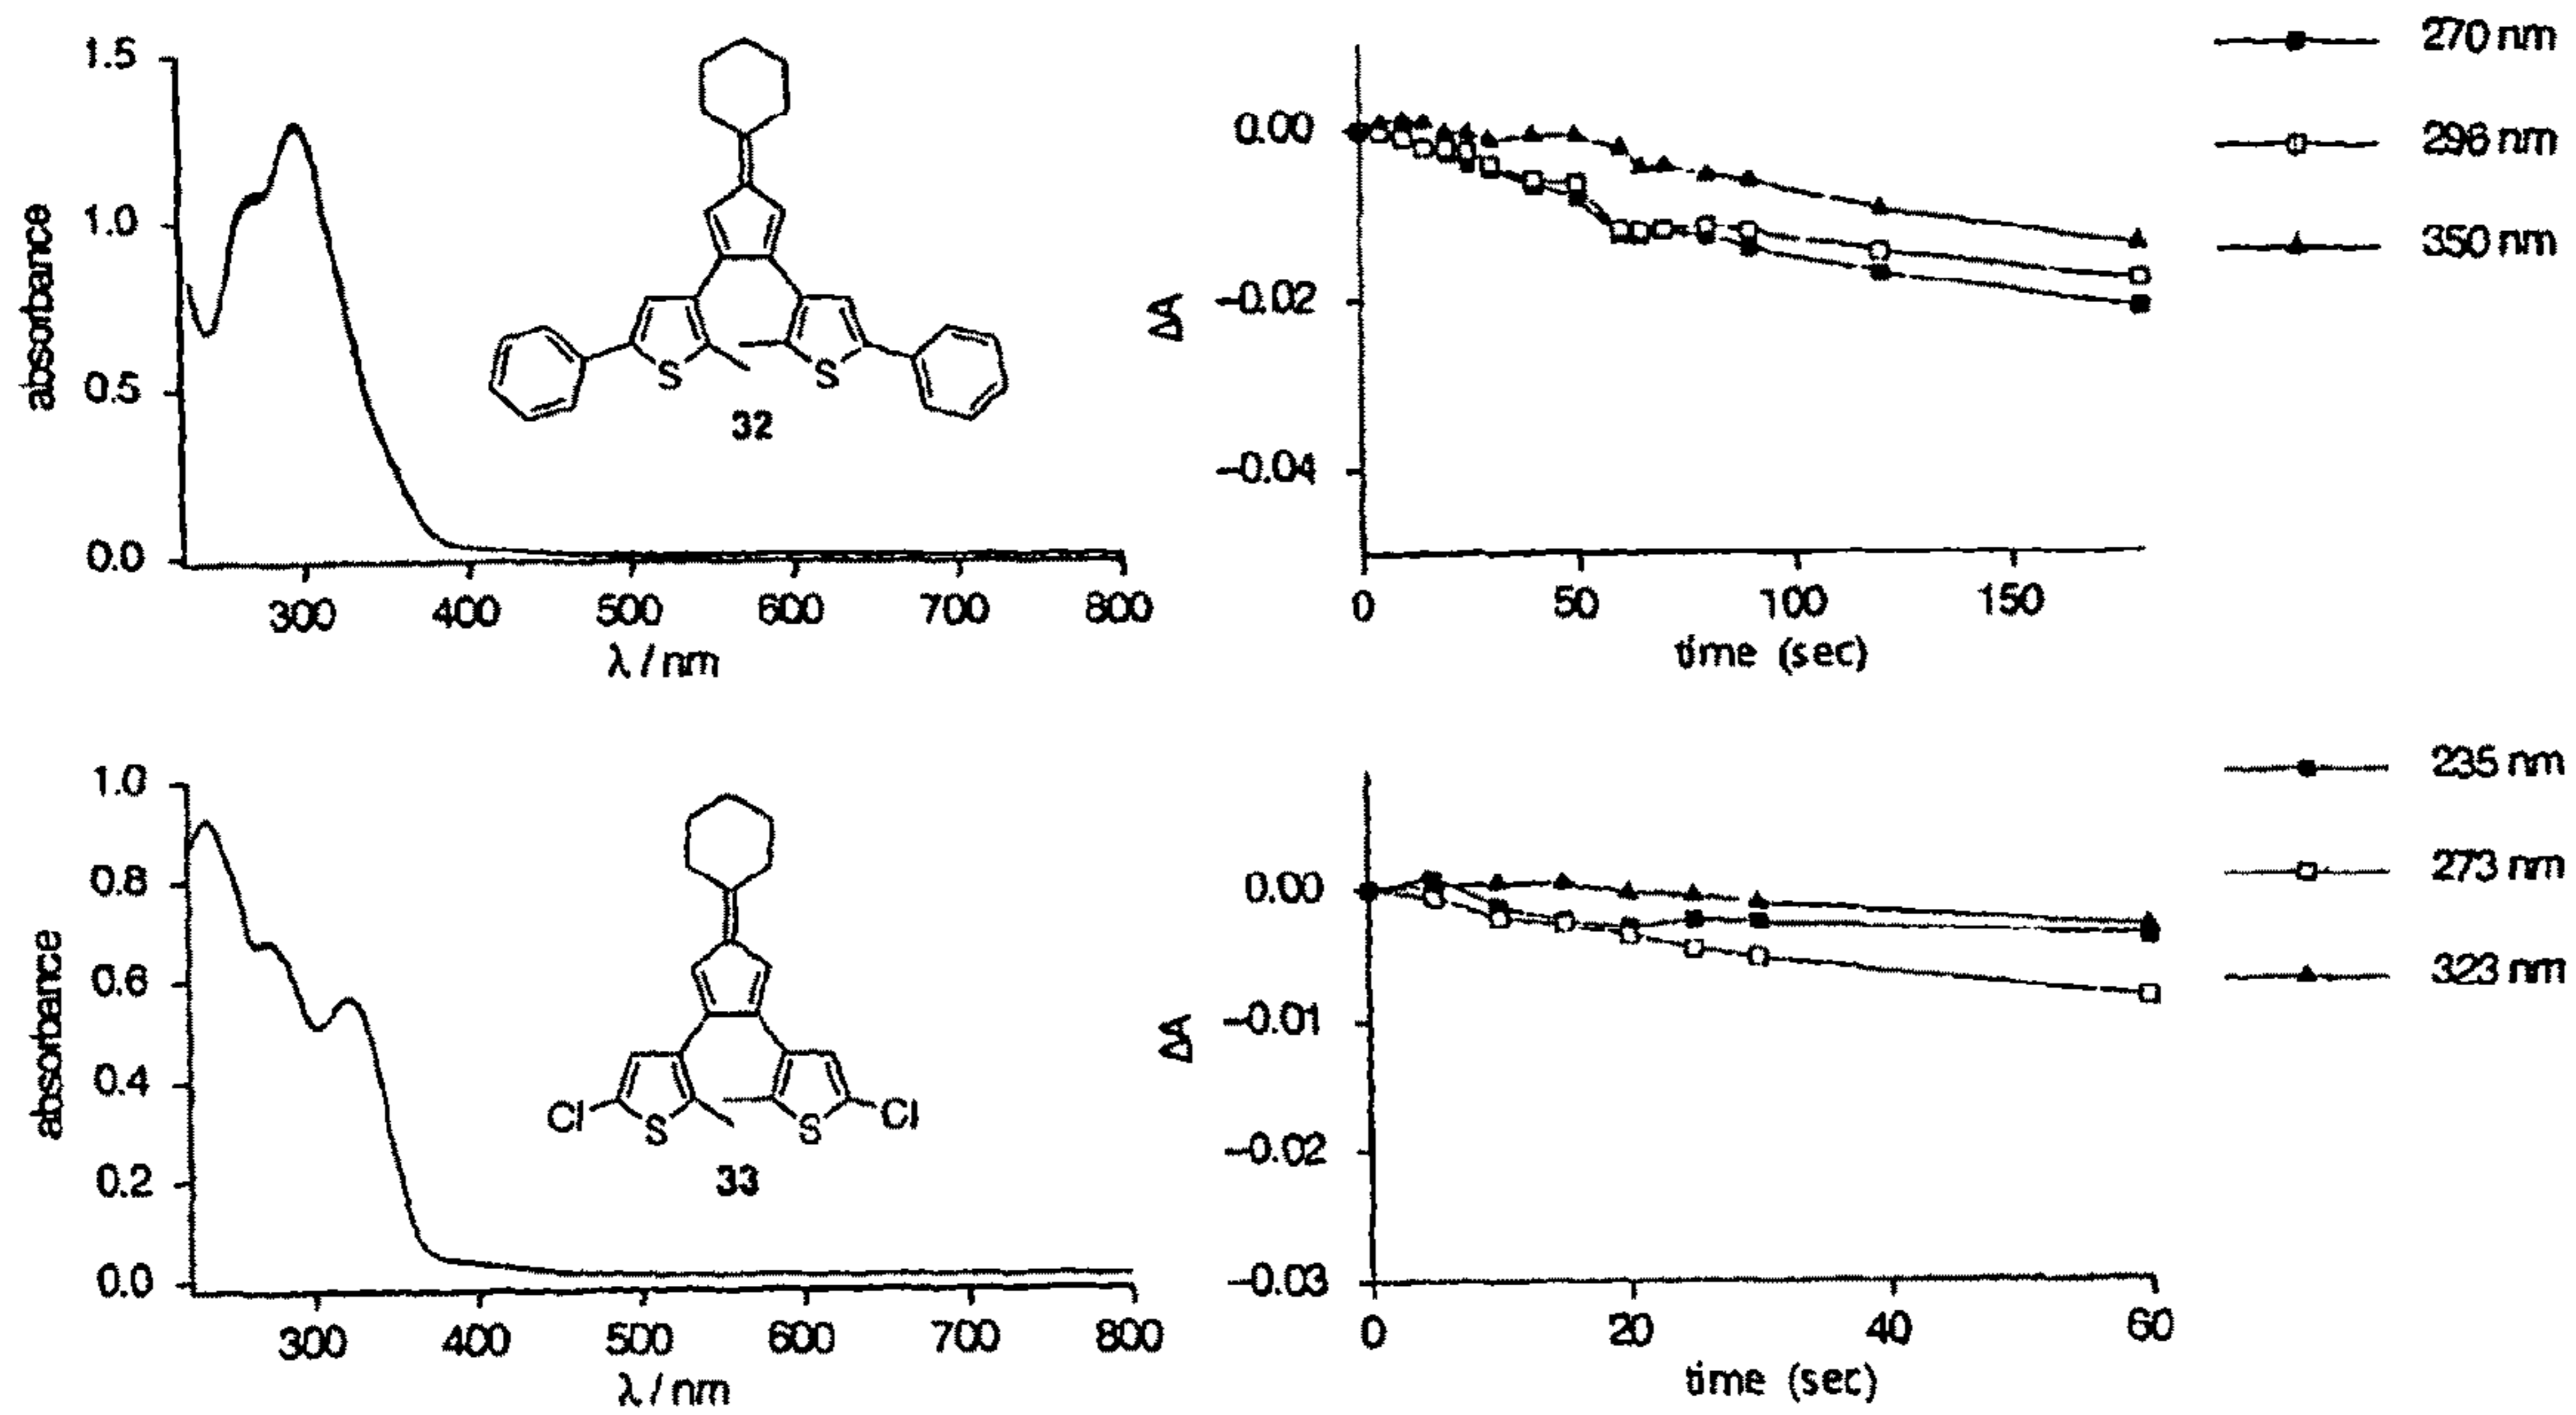 1.5
1.0
0.5
0.0
absorbance
300 400 500 600 700 800
λ / nm
S S
32
0.00
−0.02
−0.04
ΔA
0 50 100 150
time (sec)
270 nm
296 nm
350 nm
1.0
0.8
0.6
0.4
0.2
0.0
absorbance
300 400 500 600 700 800
λ / nm
Cl S S Cl
33
0.00
−0.01
−0.02
−0.03
ΔA
0 20 40 60
time (sec)
235 nm
273 nm
323 nm